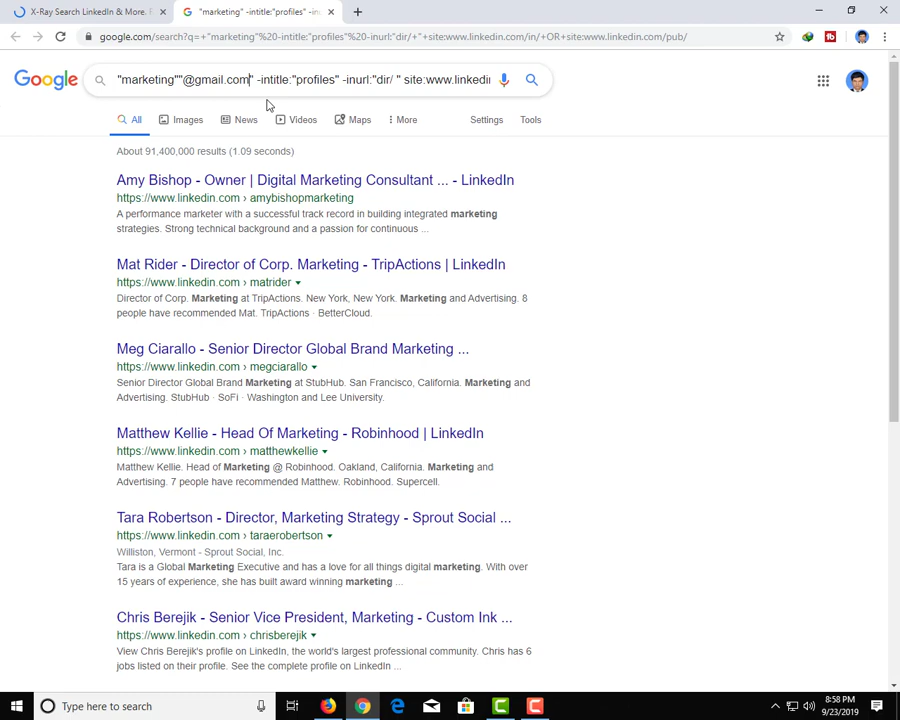 X-Ray Search LinkedIn & More. F
"marketing" -intitle:"profiles" -inu
google.com/search?q=+"marketing"%20-intitle:"profiles"%20-inurl:"dir/+"+site:www.linkedin.com/in/+OR+site:www.linkedin.com/pub/
Google
"marketing""@gmail.com" -intitle:"profiles" -inurl:"dir/ " site:www.linkedin
All Images News Videos Maps More Settings Tools
About 91,400,000 results (1.09 seconds)
Amy Bishop - Owner | Digital Marketing Consultant ... - LinkedIn
https://www.linkedin.com › amybishopmarketing
A performance marketer with a successful track record in building integrated marketing
strategies. Strong technical background and a passion for continuous ...
Mat Rider - Director of Corp. Marketing - TripActions | LinkedIn
https://www.linkedin.com › matrider
Director of Corp. Marketing at TripActions. New York, New York. Marketing and Advertising. 8
people have recommended Mat. TripActions · BetterCloud.
Meg Ciarallo - Senior Director Global Brand Marketing ...
https://www.linkedin.com › megciarallo
Senior Director Global Brand Marketing at StubHub. San Francisco, California. Marketing and
Advertising. StubHub · SoFi · Washington and Lee University.
Matthew Kellie - Head Of Marketing - Robinhood | LinkedIn
https://www.linkedin.com › matthewkellie
Matthew Kellie. Head of Marketing @ Robinhood. Oakland, California. Marketing and
Advertising. 7 people have recommended Matthew. Robinhood. Supercell.
Tara Robertson - Director, Marketing Strategy - Sprout Social ...
https://www.linkedin.com › taraerobertson
Williston, Vermont - Sprout Social, Inc.
Tara is a Global Marketing Executive and has a love for all things digital marketing. With over
15 years of experience, she has built award winning marketing ...
Chris Berejik - Senior Vice President, Marketing - Custom Ink ...
https://www.linkedin.com › chrisberejik
View Chris Berejik's profile on LinkedIn, the world's largest professional community. Chris has 6
jobs listed on their profile. See the complete profile on LinkedIn ...
Type here to search
8:58 PM
9/23/2019